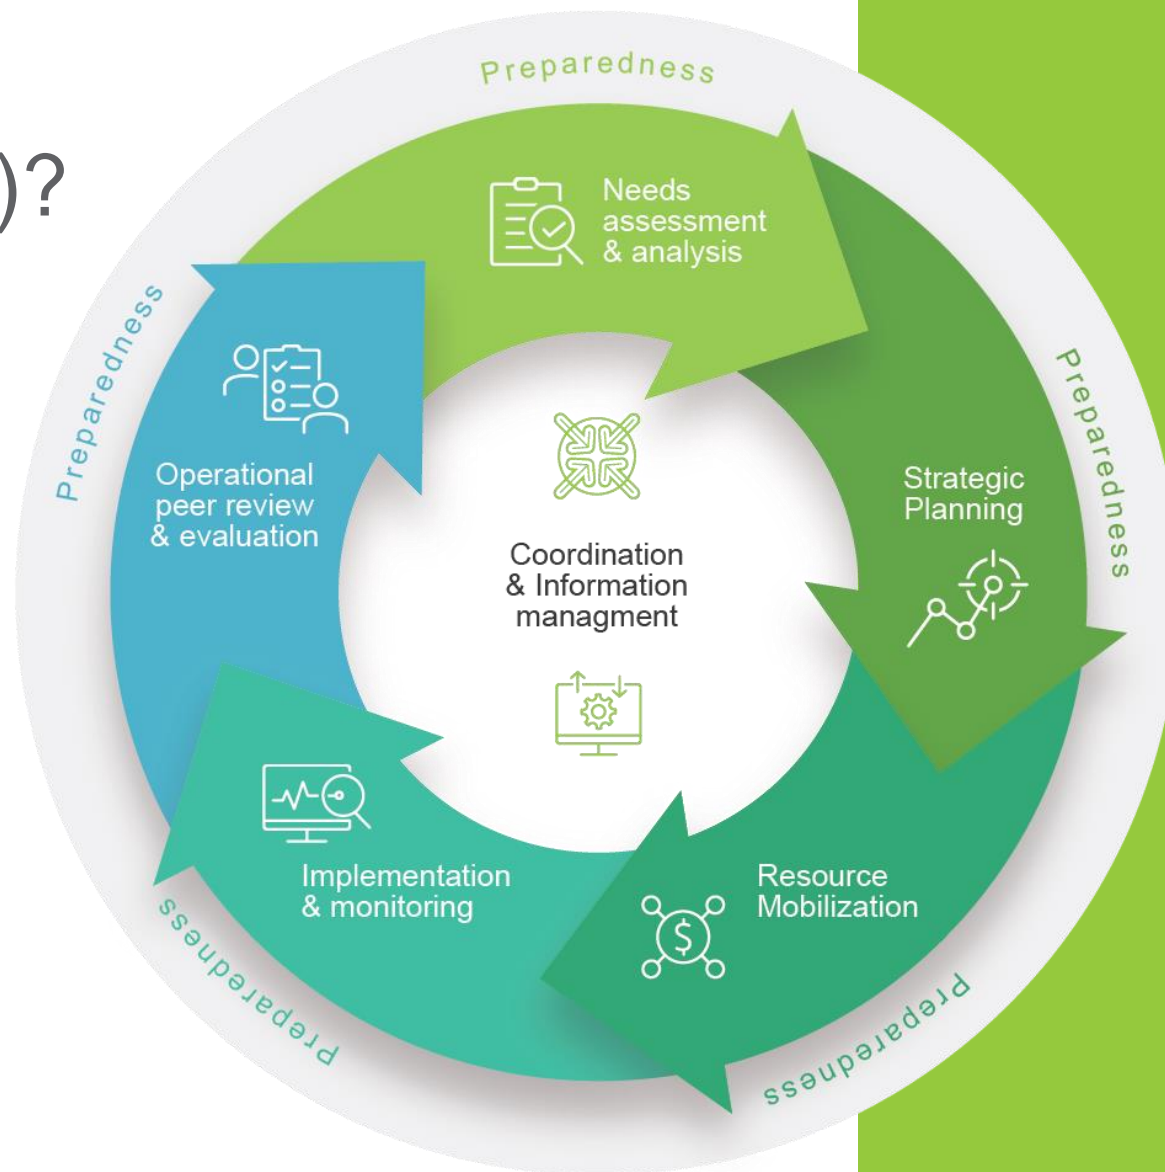 )?
Preparedness
Needs
assessment
& analysis
Preparedness
Strategic
Planning
Preparedness
Resource
Mobilization
Preparedness
Implementation
& monitoring
Preparedness
Operational
peer review
& evaluation
Coordination
& Information
managment
$